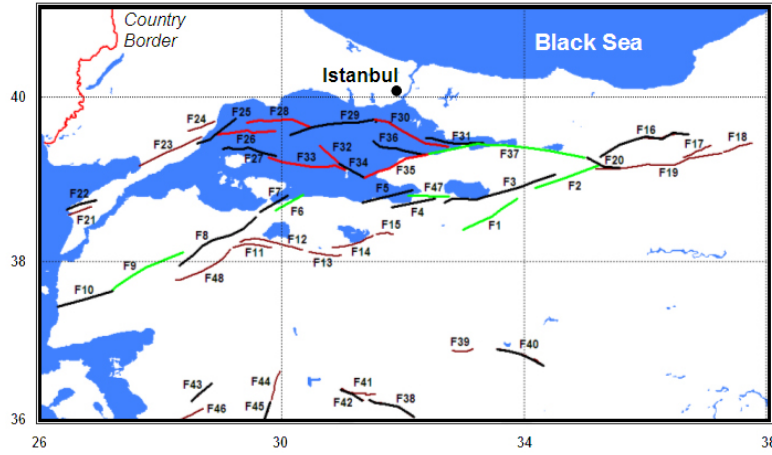 Country
Border
Black Sea
Istanbul
40
F24
F25
F28
F29
F30
F16
F23
F26
F27
F36
F31
F17
F18
F32
F33
F34
F35
F37
F20
F19
F2
F22
F21
F7
F6
F5
F4
F47
F3
F1
F8
F9
F10
F12
F11
F13
F14
F15
F48
38
F39
F40
F43
F44
F41
F42
F38
F46
F45
36
26
30
34
38